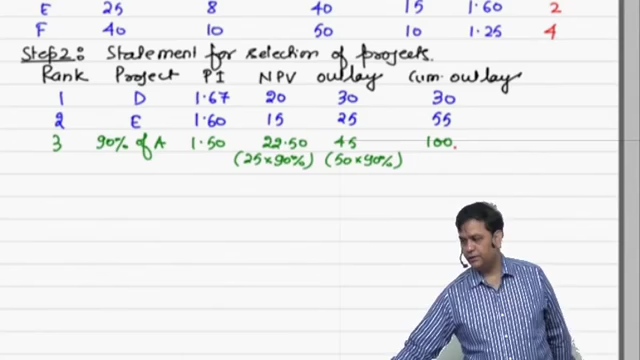 E 25 8 40 15 1.60 2
F 40 10 50 10 1.25 4
Step 2: Statement for selection of projects.
Rank Project PI NPV outlay Cum. outlay
1 D 1.67 20 30 30
2 E 1.60 15 25 55
3 90% of A 1.50 22.50 45 100.
(25×90%) (50×90%)